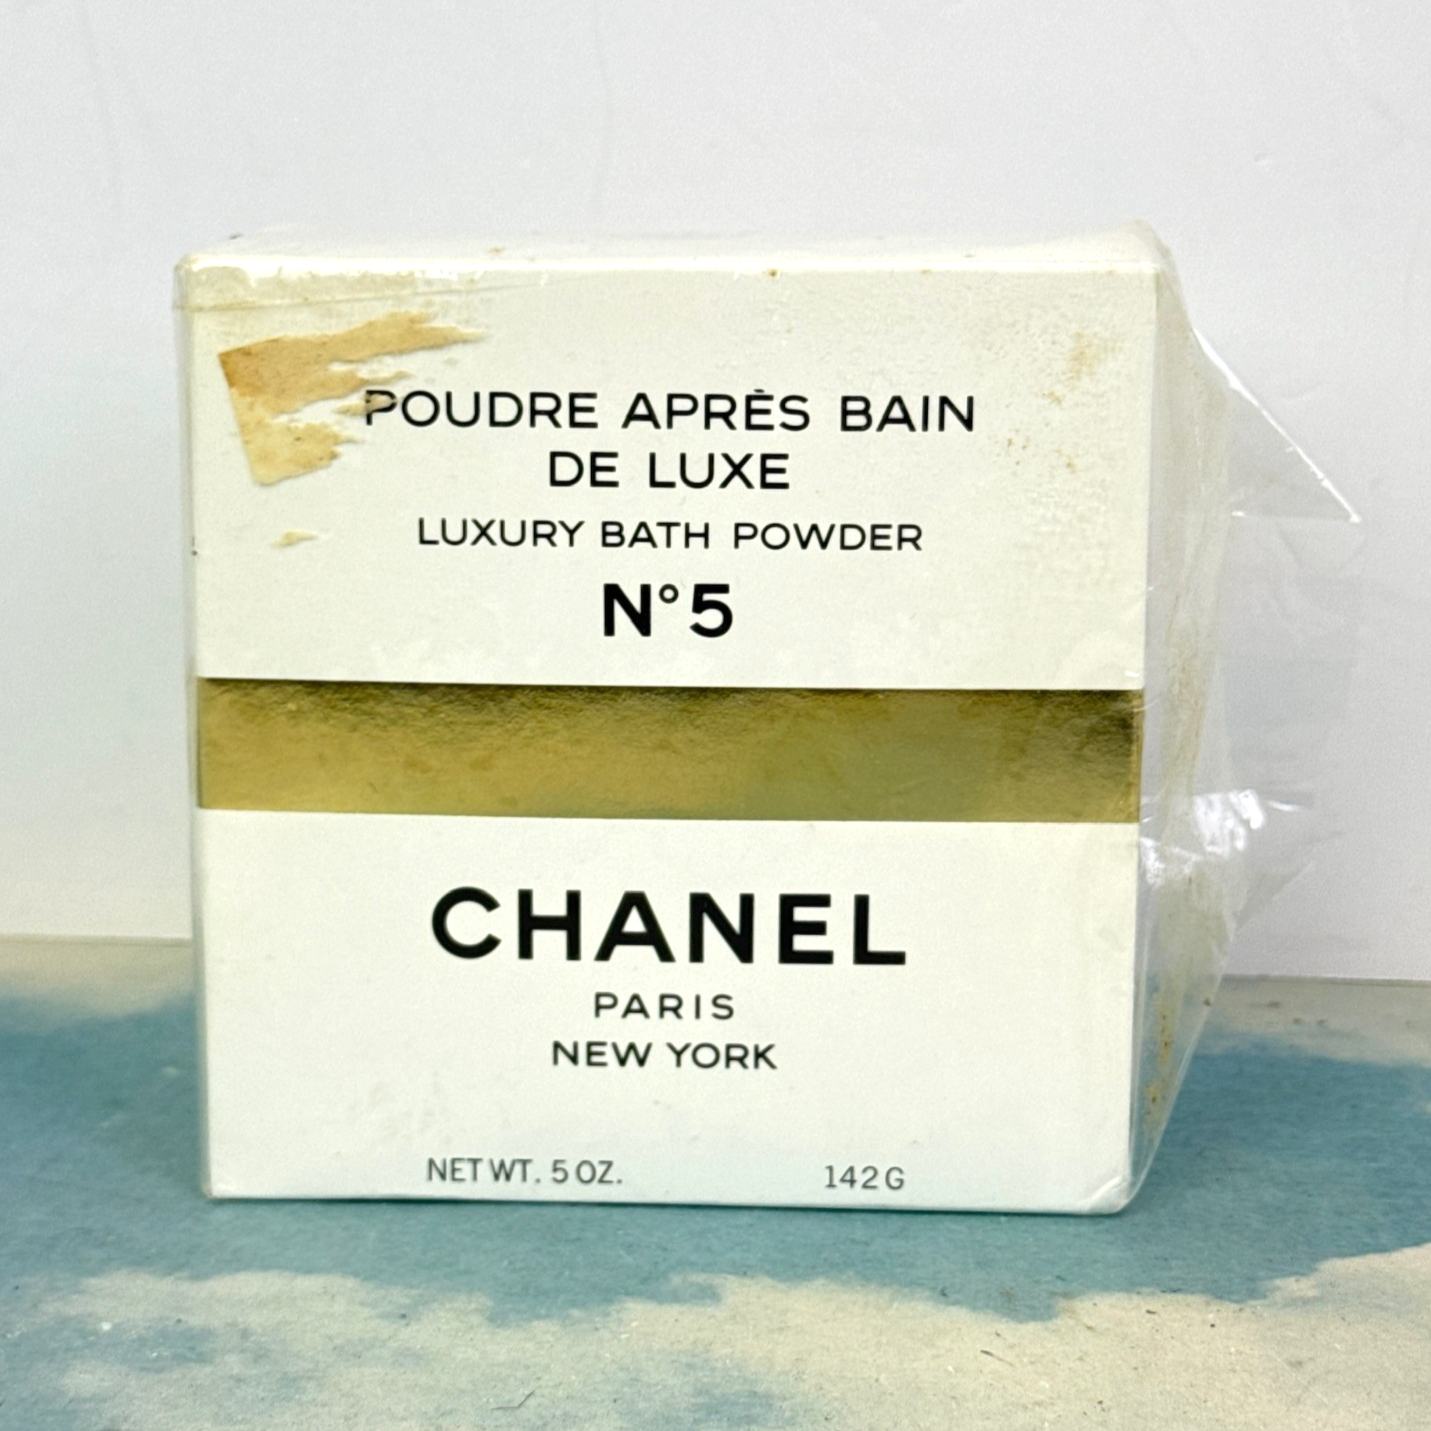 POUDRE APRÈS BAIN
DE LUXE
LUXURY BATH POWDER
N°5
CHANEL
PARIS
NEW YORK
NET WT. 5 OZ. 142 G